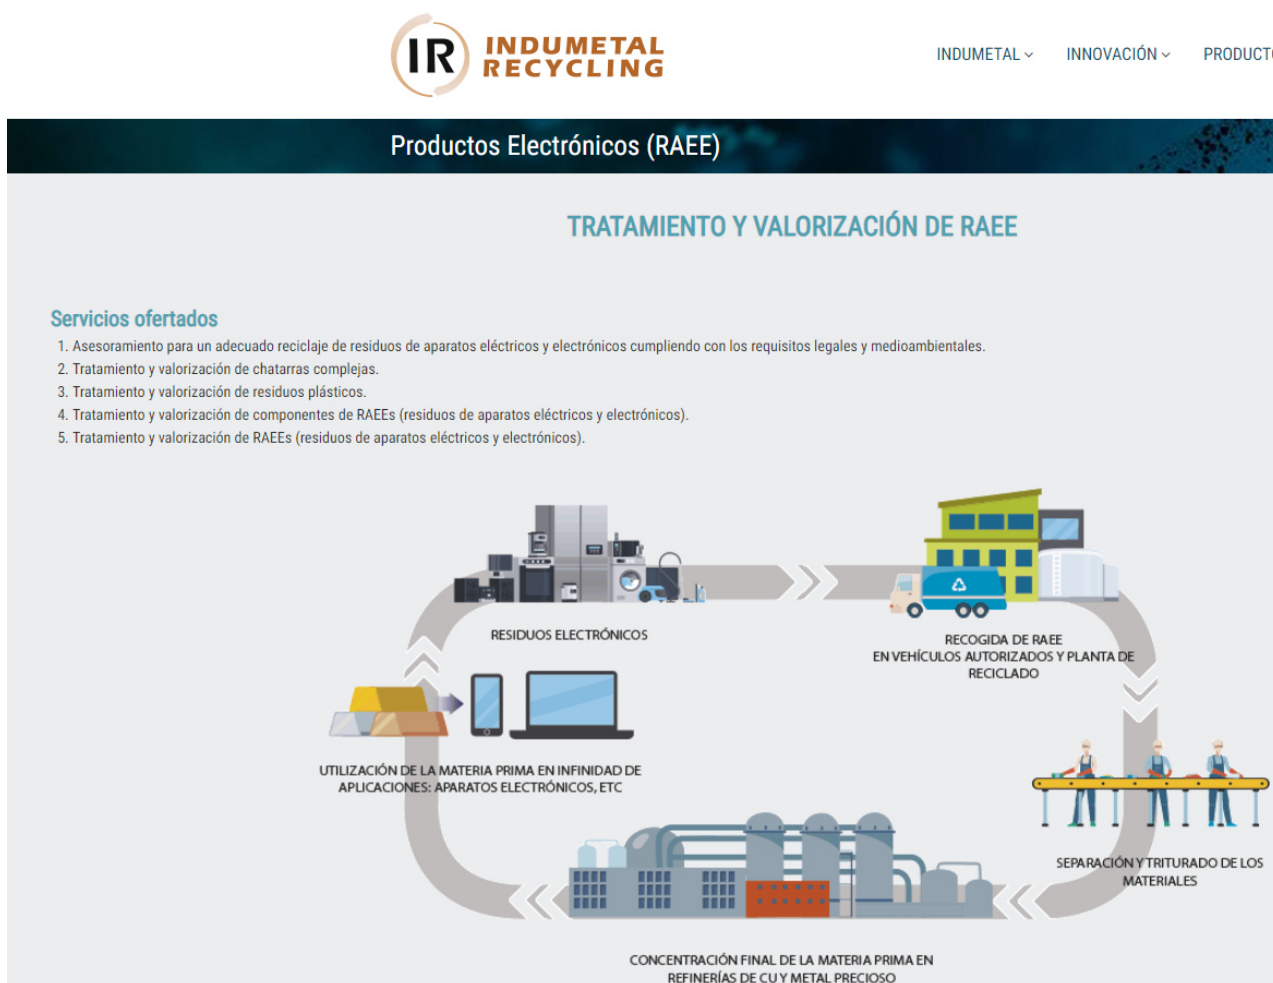 IR
INDUMETAL
RECYCLING
INDUMETAL
INNOVACIÓN
Productos Electrónicos (RAEE)
TRATAMIENTO Y VALORIZACIÓN DE RAEE
Servicios ofertados
1. Asesoramiento para un adecuado reciclaje de residuos de aparatos eléctricos y electrónicos cumpliendo con los requisitos legales y medioambientales.
2. Tratamiento y valorización de chatarras complejas.
3. Tratamiento y valorización de residuos plásticos.
4. Tratamiento y valorización de componentes de RAEEs (residuos de aparatos eléctricos y electrónicos).
5. Tratamiento y valorización de RAEEs (residuos de aparatos eléctricos y electrónicos).
RESIDUOS ELECTRÓNICOS
RECOGIDA DE RAEE
EN VEHÍCULOS AUTORIZADOS Y PLANTA DE
RECICLADO
UTILIZACIÓN DE LA MATERIA PRIMA EN INFINIDAD DE
APLICACIONES: APARATOS ELECTRÓNICOS, ETC
SEPARACIÓN Y TRITURADO DE LOS
MATERIALES
CONCENTRACIÓN FINAL DE LA MATERIA PRIMA EN
REFINERÍAS DE CU Y METAL PRECIOSO